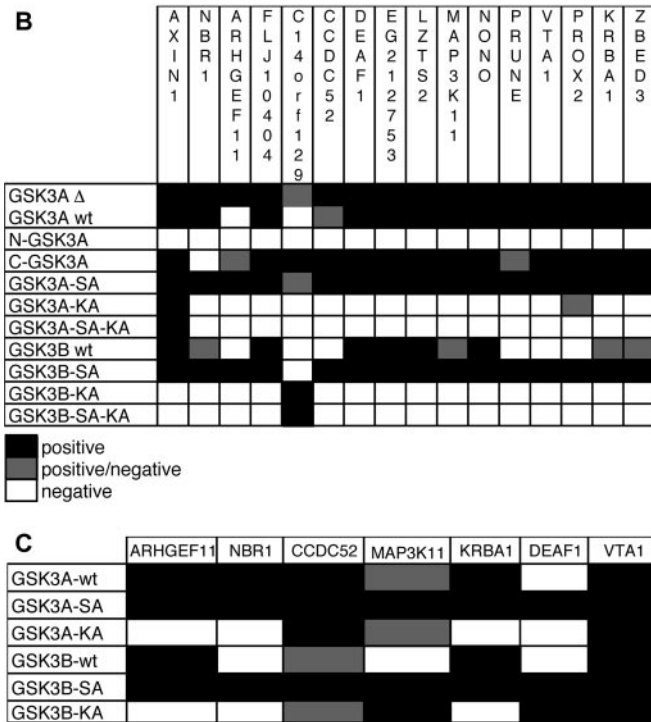 B
AXIN1 NBR1 ARHGEF11 FLJ10404 C14orf129 CCDC52 DEAF1 EG212753 LZTS2 MAP3K11 NONO PRUNE VTA1 PROX2 KRBA1 ZBED3
GSK3A Δ
GSK3A wt
N-GSK3A
C-GSK3A
GSK3A-SA
GSK3A-KA
GSK3A-SA-KA
GSK3B wt
GSK3B-SA
GSK3B-KA
GSK3B-SA-KA
positive
positive/negative
negative
C
ARHGEF11 NBR1 CCDC52 MAP3K11 KRBA1 DEAF1 VTA1
GSK3A-wt
GSK3A-SA
GSK3A-KA
GSK3B-wt
GSK3B-SA
GSK3B-KA